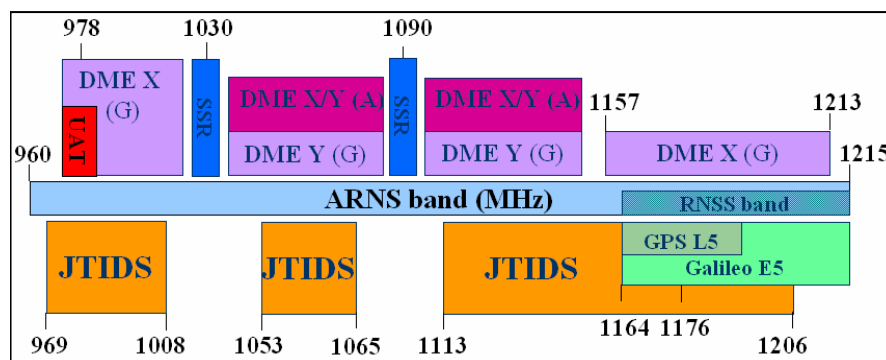 978
1030
1090
DME X
(G)
UAT
SSR
DME X/Y (A)
DME Y (G)
SSR
DME X/Y (A)
DME Y (G)
1157
1213
DME X (G)
960
1215
ARNS band (MHz)
RNSS band
JTIDS
JTIDS
JTIDS
GPS L5
Galileo E5
969
1008
1053
1065
1113
1164
1176
1206